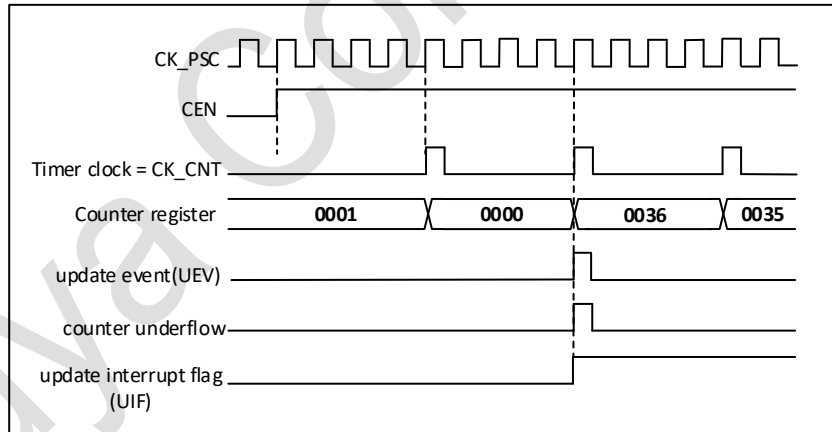 CK_PSC
CEN
Timer clock = CK_CNT
Counter register 0001 0000 0036 0035
update event(UEV)
counter underflow
update interrupt flag
(UIF)